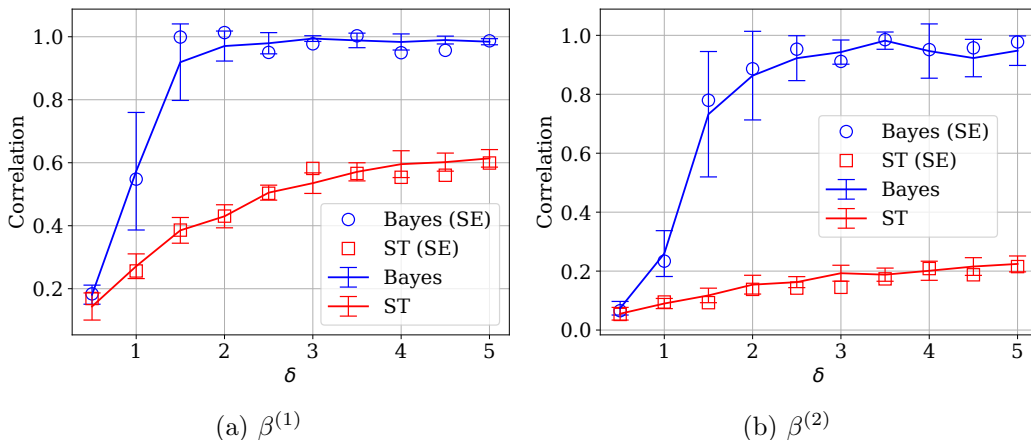 1.0
0.8
0.6
0.4
0.2
Correlation
1 2 3 4 5
δ
Bayes (SE)
ST (SE)
Bayes
ST
(a) β^(1)
1.0
0.8
0.6
0.4
0.2
0.0
Correlation
1 2 3 4 5
δ
Bayes (SE)
ST (SE)
Bayes
ST
(b) β^(2)